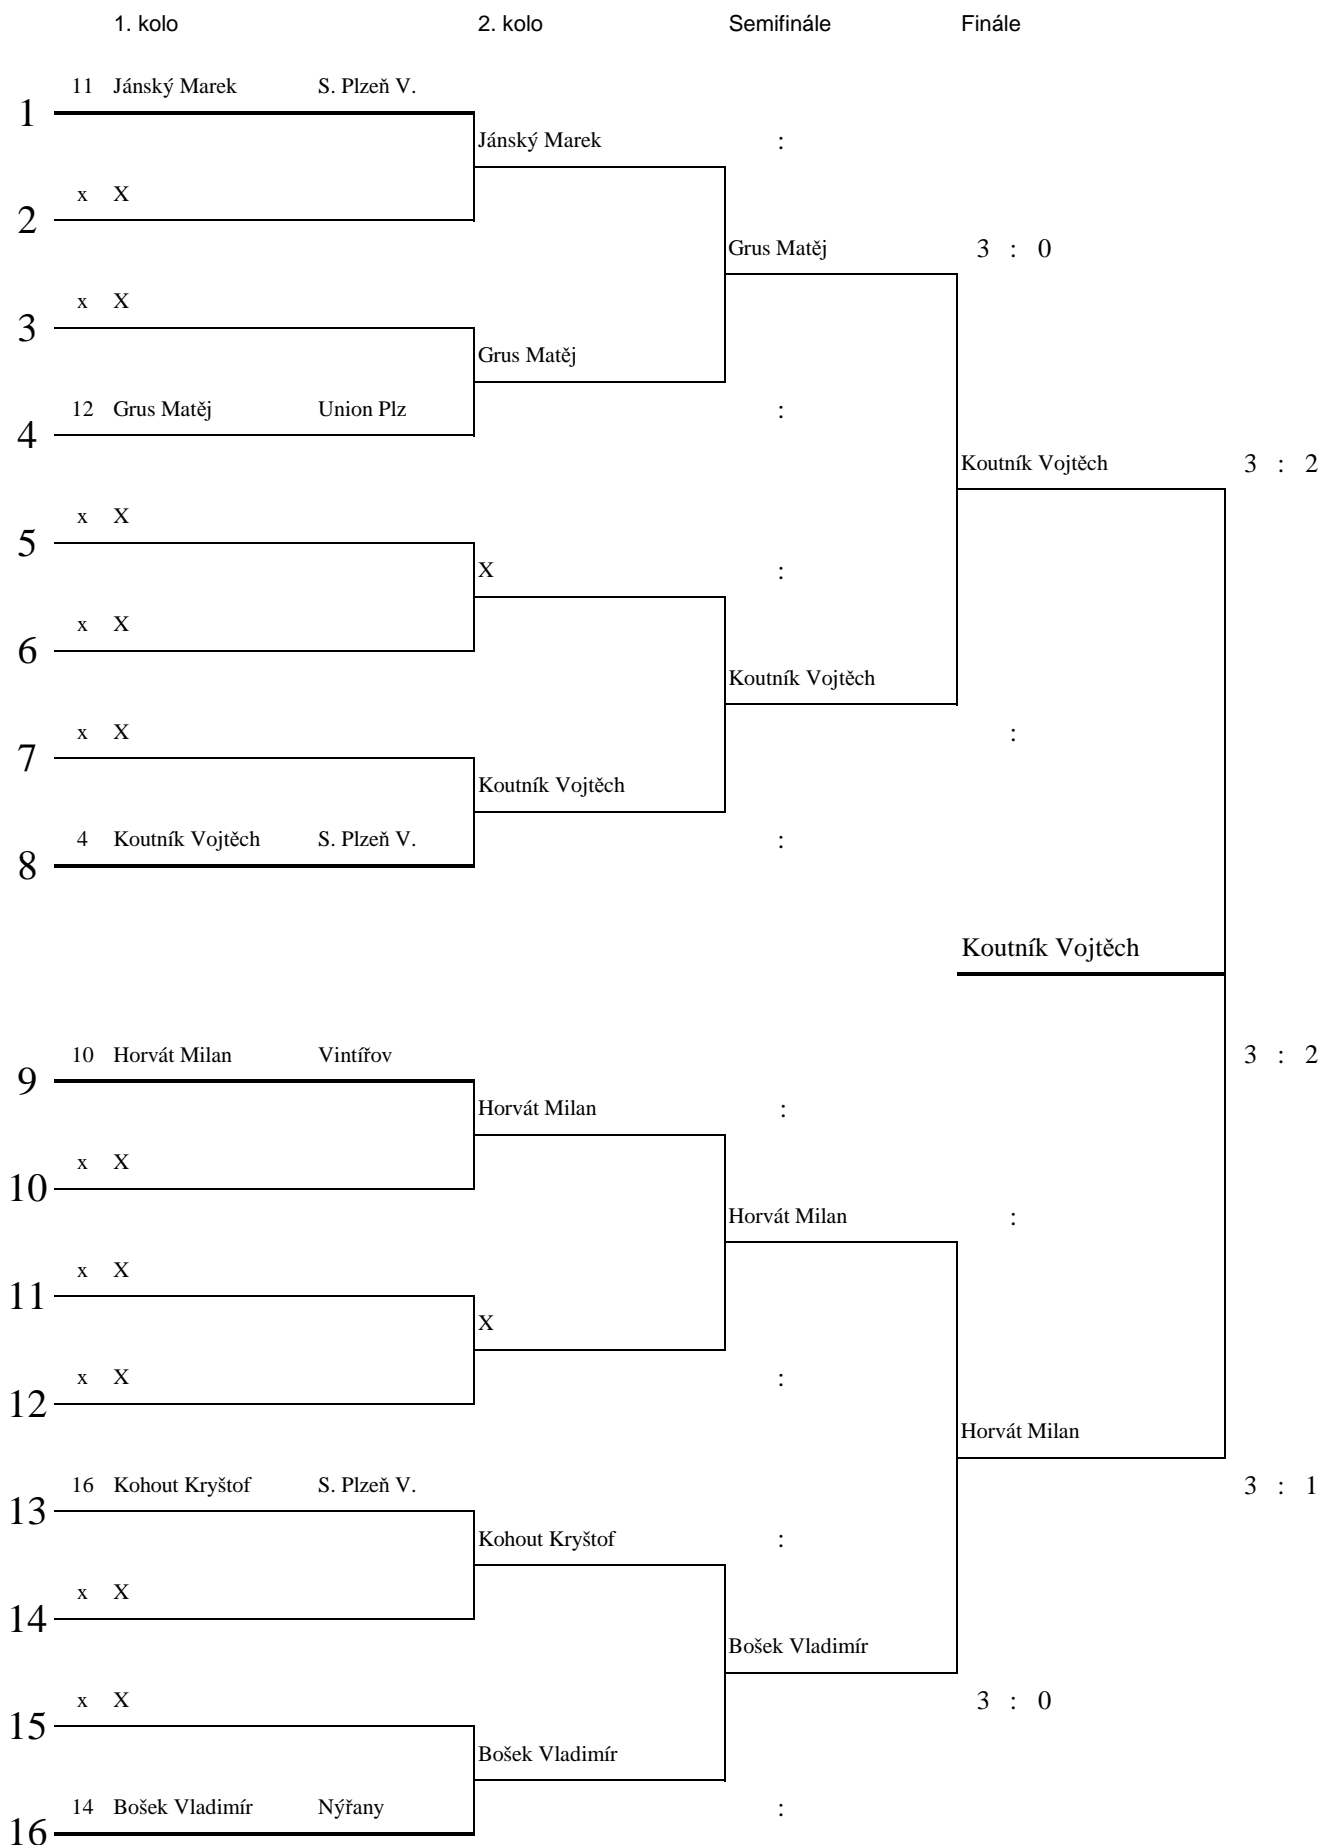 1. kolo 2. kolo Semifinále Finále
11 Jánský Marek S. Plzeň V.
1
Jánský Marek :
x X
2
Grus Matěj 3 : 0
x X
3
Grus Matěj
12 Grus Matěj Union Plz :
4
Koutník Vojtěch 3 : 2
x X
5
X :
x X
6
Koutník Vojtěch
x X :
7
Koutník Vojtěch
4 Koutník Vojtěch S. Plzeň V. :
8
Koutník Vojtěch
10 Horvát Milan Vintířov 3 : 2
9
Horvát Milan :
x X
10
Horvát Milan :
x X
11
X
x X :
12
Horvát Milan
16 Kohout Kryštof S. Plzeň V. 3 : 1
13
Kohout Kryštof :
x X
14
Bošek Vladimír
x X 3 : 0
15
Bošek Vladimír
14 Bošek Vladimír Nýřany :
16